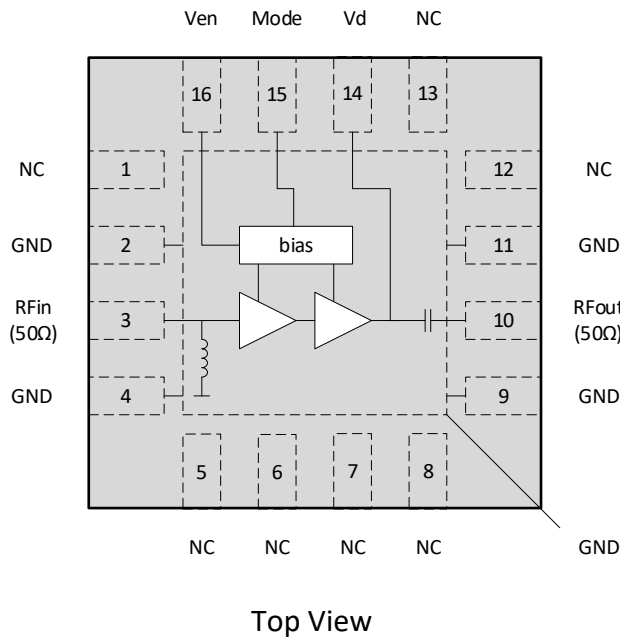 Ven Mode Vd NC
16 15 14 13
NC 1 12 NC
GND 2 bias 11 GND
RFin 3 10 RFout
(50Ω) (50Ω)
GND 4 9 GND
5 6 7 8
NC NC NC NC GND
Top View